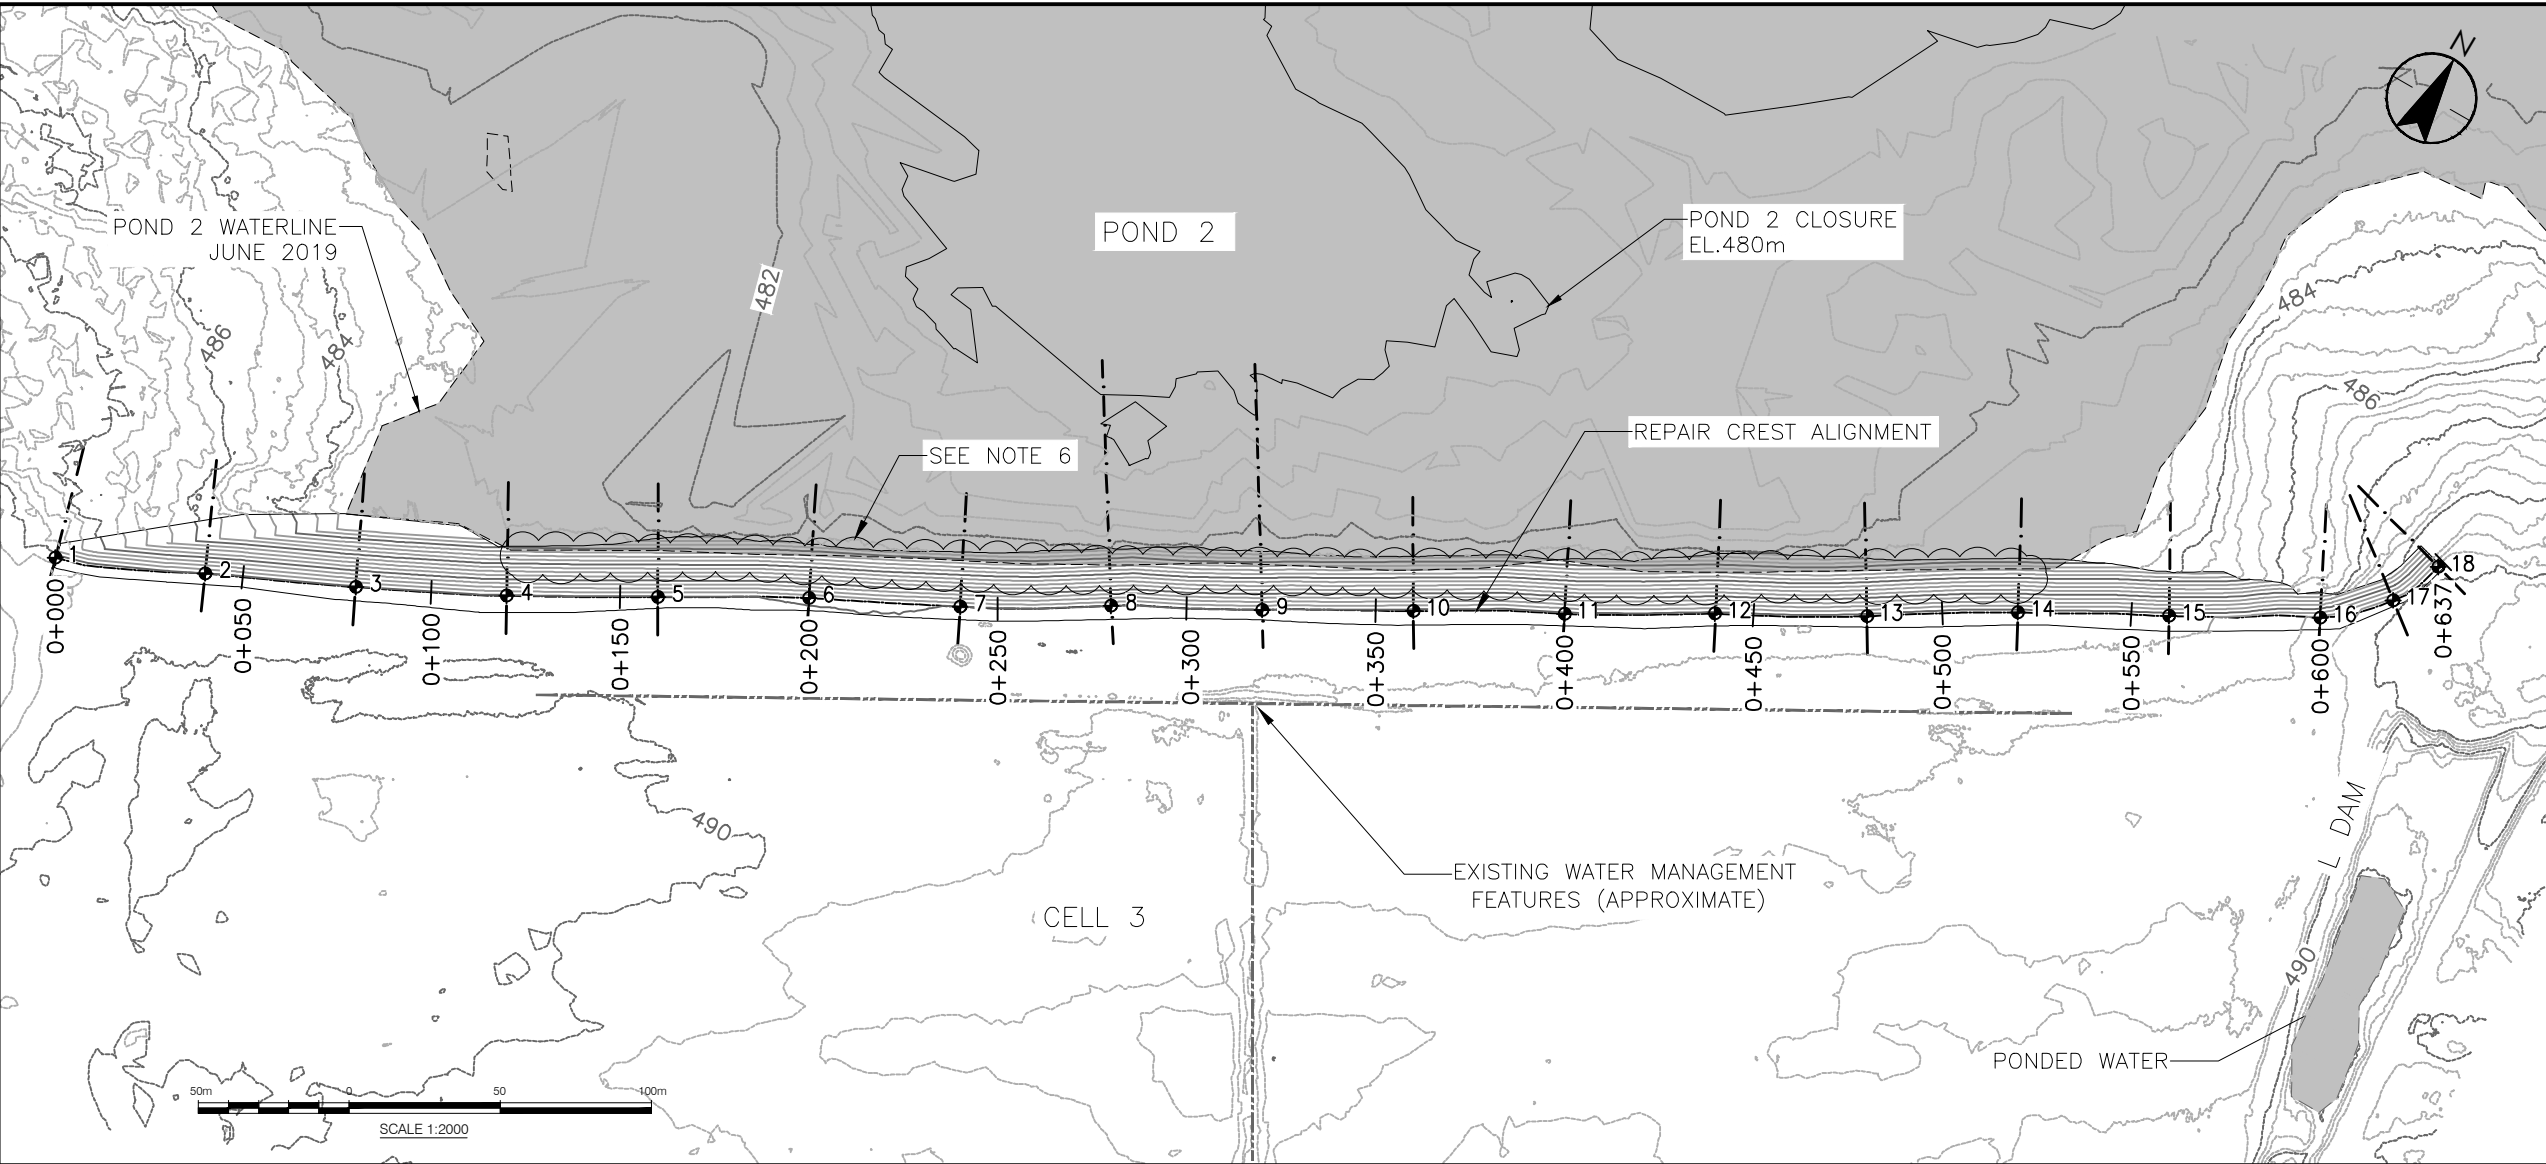 N
POND 2 WATERLINE
JUNE 2019
POND 2
POND 2 CLOSURE
EL.480m
482
484
486
484
486
SEE NOTE 6
REPAIR CREST ALIGNMENT
1
2
3
4
5
6
7
8
9
10
11
12
13
14
15
16
17
18
0+000
0+050
0+100
0+150
0+200
0+250
0+300
0+350
0+400
0+450
0+500
0+550
0+600
0+637
490
L DAM
EXISTING WATER MANAGEMENT
FEATURES (APPROXIMATE)
CELL 3
490
PONDED WATER
50m 0 50 100m
SCALE 1:2000